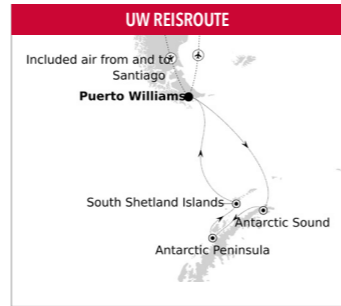 UW REISROUTE
Included air from and to
Santiago
Puerto Williams
South Shetland Islands
Antarctic Sound
Antarctic Peninsula